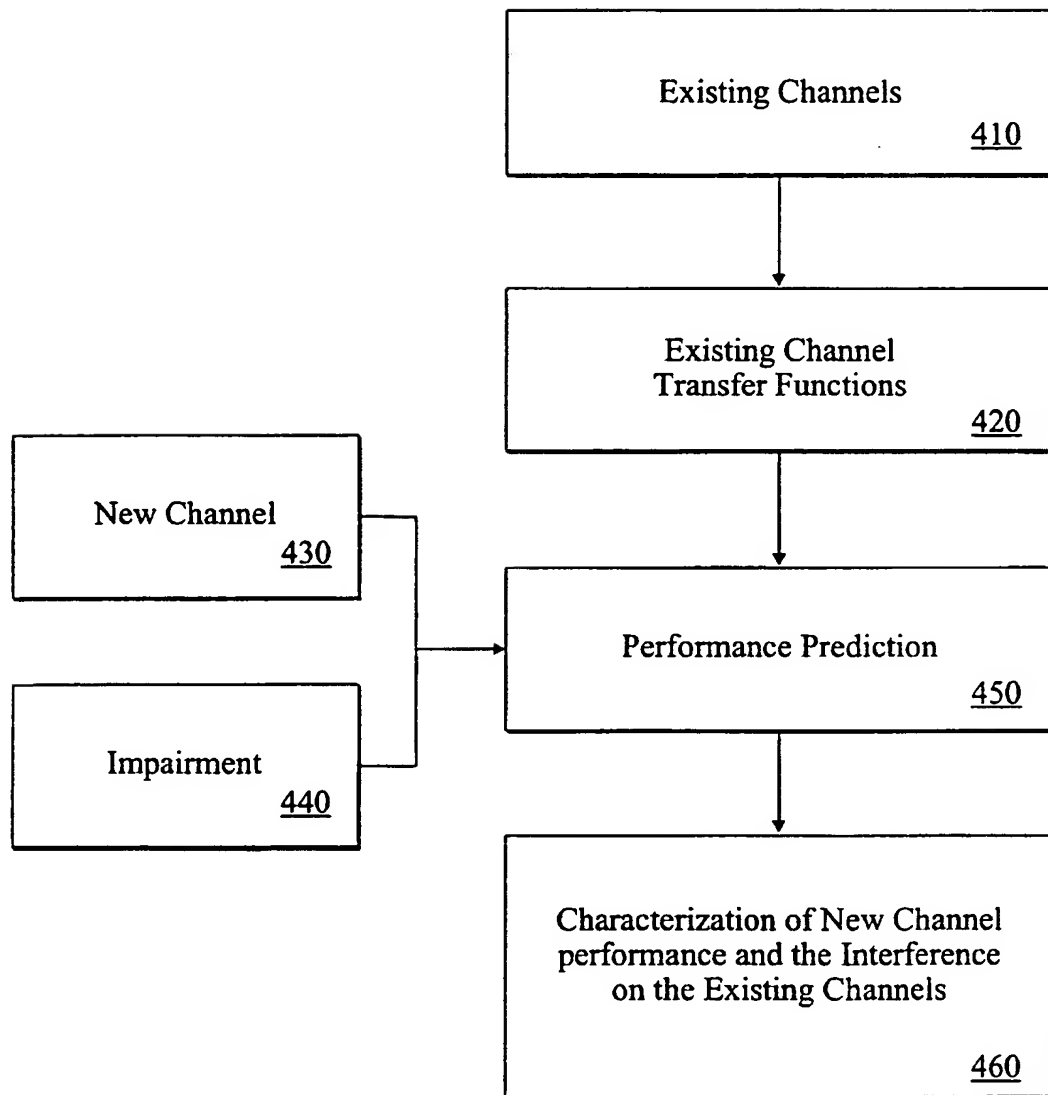 Existing Channels
410
Existing Channel
Transfer Functions
420
New Channel
430
Performance Prediction
450
Impairment
440
Characterization of New Channel
performance and the Interference
on the Existing Channels
460